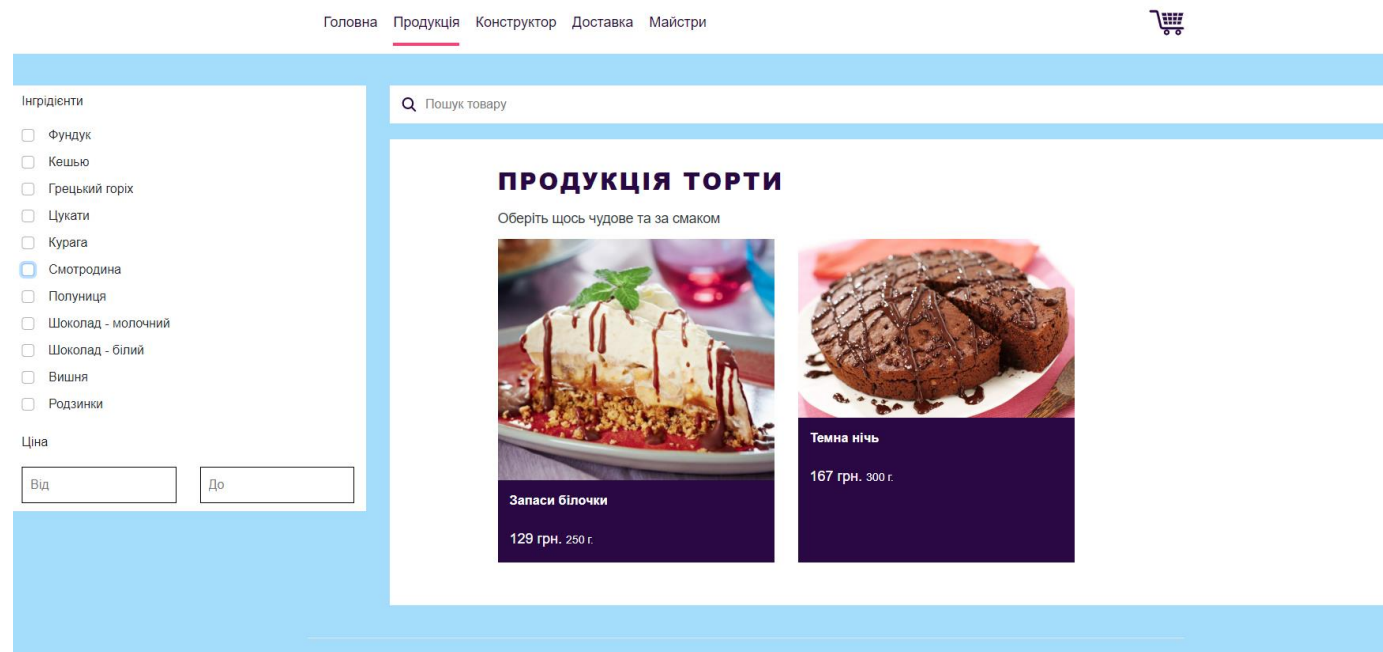 Головна Продукція Конструктор Доставка Майстри
Інгрідієнти
Фундук
Кешью
Грецький горіх
Цукати
Курага
Смотродина
Полуниця
Шоколад - молочний
Шоколад - білий
Вишня
Родзинки
Ціна
Від До
Пошук товару
ПРОДУКЦІЯ ТОРТИ
Оберіть щось чудове та за смаком
Запаси білочки
129 грн. 250 г.
Темна нічь
167 грн. 300 г.